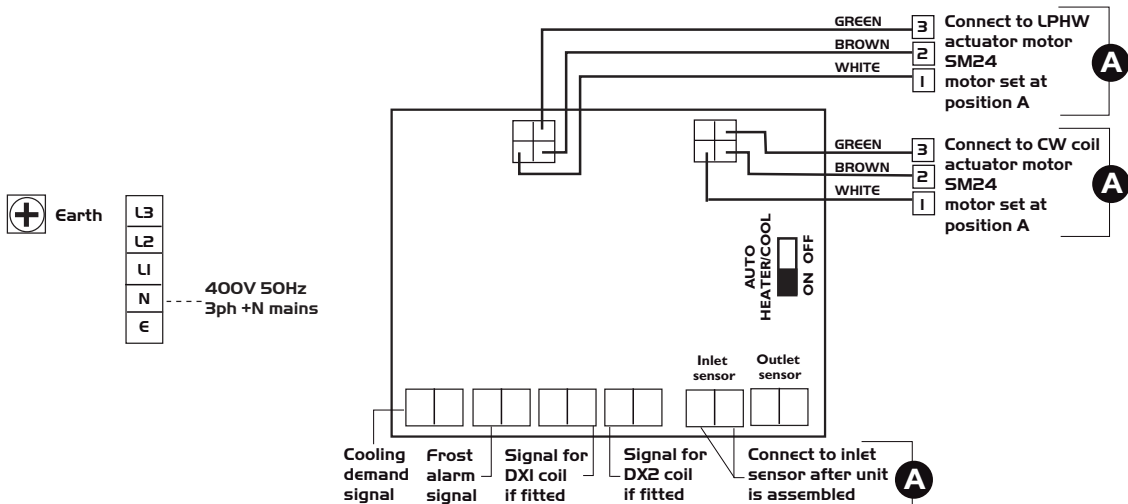 GREEN
BROWN
WHITE
3
2
1
Connect to LPHW
actuator motor
SM24
motor set at
position A
A
GREEN
BROWN
WHITE
3
2
1
Connect to CW coil
actuator motor
SM24
motor set at
position A
A
Earth
L3
L2
L1
N
E
400V 50Hz
3ph +N mains
AUTO
HEATER/COOL
ON OFF
Inlet
sensor
Outlet
sensor
Cooling
demand
signal
Frost
alarm
signal
Signal for
DX1 coil
if fitted
Signal for
DX2 coil
if fitted
Connect to inlet
sensor after unit
is assembled
A